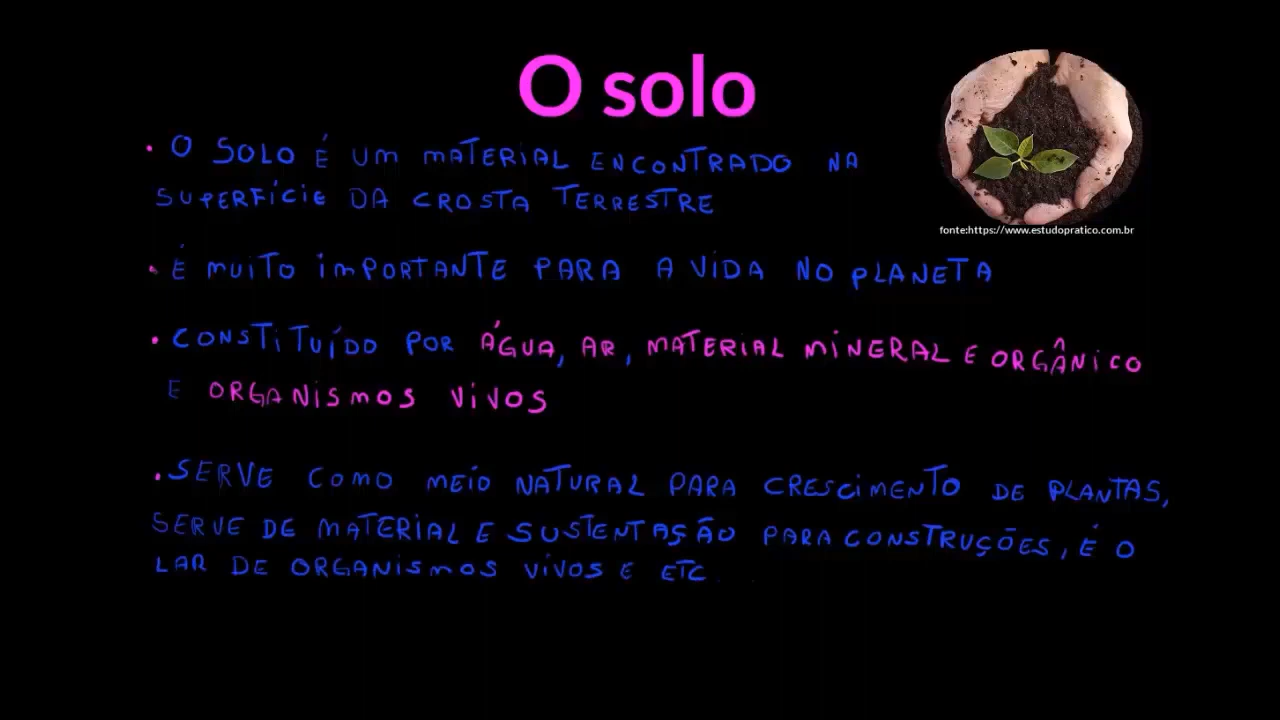 O solo
• O SOLO É UM MATERIAL ENCONTRADO NA
SUPERFÍCIE DA CROSTA TERRESTRE
fonte:https://www.estudopratico.com.br
• É MUITO IMPORTANTE PARA A VIDA NO PLANETA
• CONSTITUÍDO POR ÁGUA, AR, MATERIAL MINERAL E ORGÂNICO
E ORGANISMOS VIVOS
• SERVE COMO MEIO NATURAL PARA CRESCIMENTO DE PLANTAS,
SERVE DE MATERIAL E SUSTENTAÇÃO PARA CONSTRUÇÕES, É O
LAR DE ORGANISMOS VIVOS E ETC...